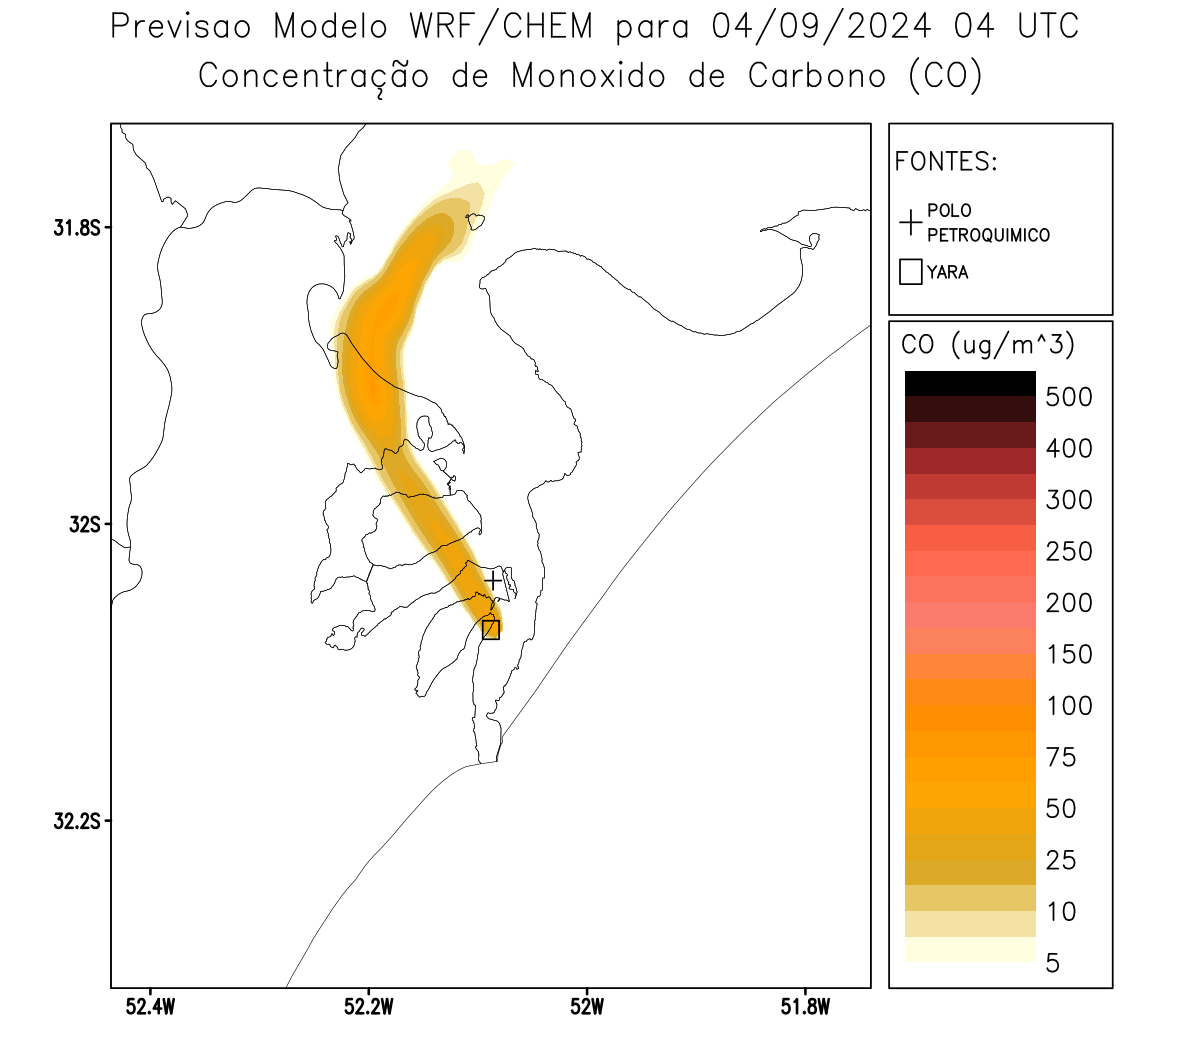 Previsao Modelo WRF/CHEM para 04/09/2024 04 UTC
Concentração de Monoxido de Carbono (CO)
FONTES:
POLO
PETROQUIMICO
YARA
CO (ug/m^3)
500
400
300
250
200
150
100
75
50
25
10
5
31.8S
32S
32.2S
52.4W
52.2W
52W
51.8W